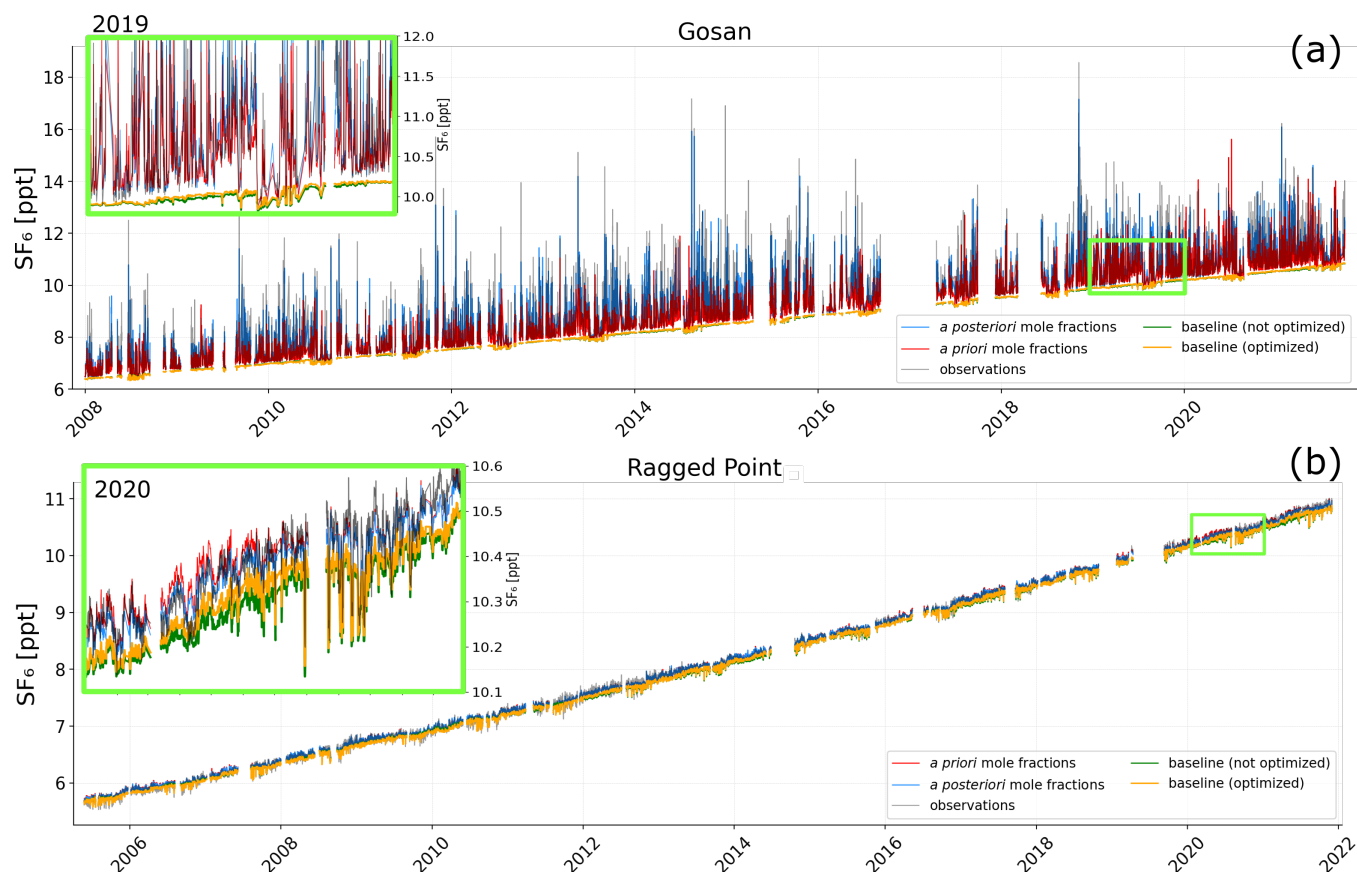 2019
Gosan
(a)
12.0
11.5
11.0
10.5
10.0
SF₆ [ppt]
18
16
14
12
10
8
6
SF₆ [ppt]
a posteriori mole fractions
a priori mole fractions
observations
baseline (not optimized)
baseline (optimized)
2008
2010
2012
2014
2016
2018
2020
Ragged Point
(b)
2020
10.6
10.5
10.4
10.3
10.2
10.1
SF₆ [ppt]
11
10
9
8
7
6
SF₆ [ppt]
a priori mole fractions
a posteriori mole fractions
observations
baseline (not optimized)
baseline (optimized)
2006
2008
2010
2012
2014
2016
2018
2020
2022